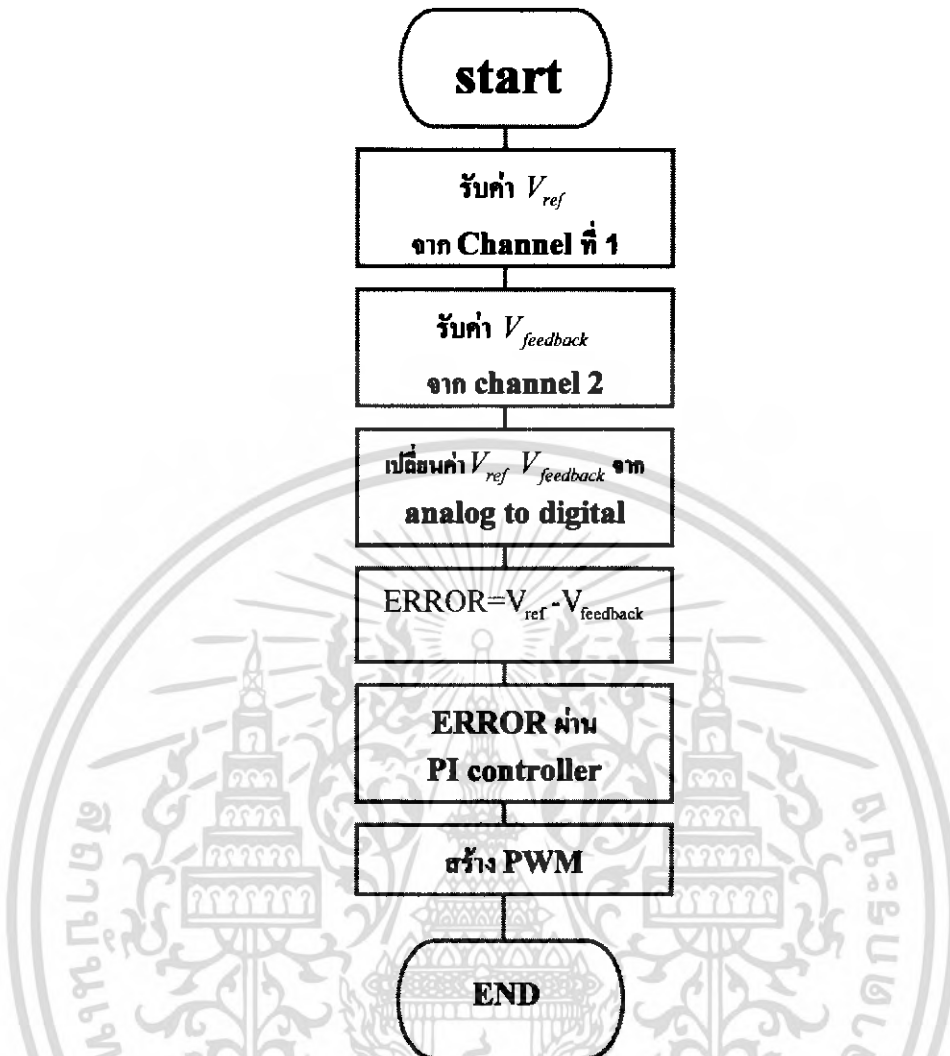 start
รับค่า V_ref
จาก Channel ที่ 1
รับค่า V_feedback
จาก channel 2
เปลี่ยนค่า V_ref V_feedback จาก
analog to digital
ERROR=V_ref-V_feedback
ERROR ผ่าน
PI controller
สร้าง PWM
END